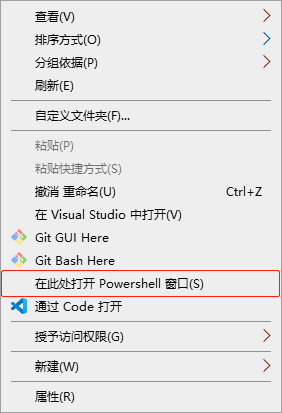 查看(V)
排序方式(O)
分组依据(P)
刷新(E)
自定义文件夹(F)...
粘贴(P)
粘贴快捷方式(S)
撤消 重命名(U) Ctrl+Z
在 Visual Studio 中打开(V)
Git GUI Here
Git Bash Here
在此处打开 Powershell 窗口(S)
通过 Code 打开
授予访问权限(G)
新建(W)
属性(R)